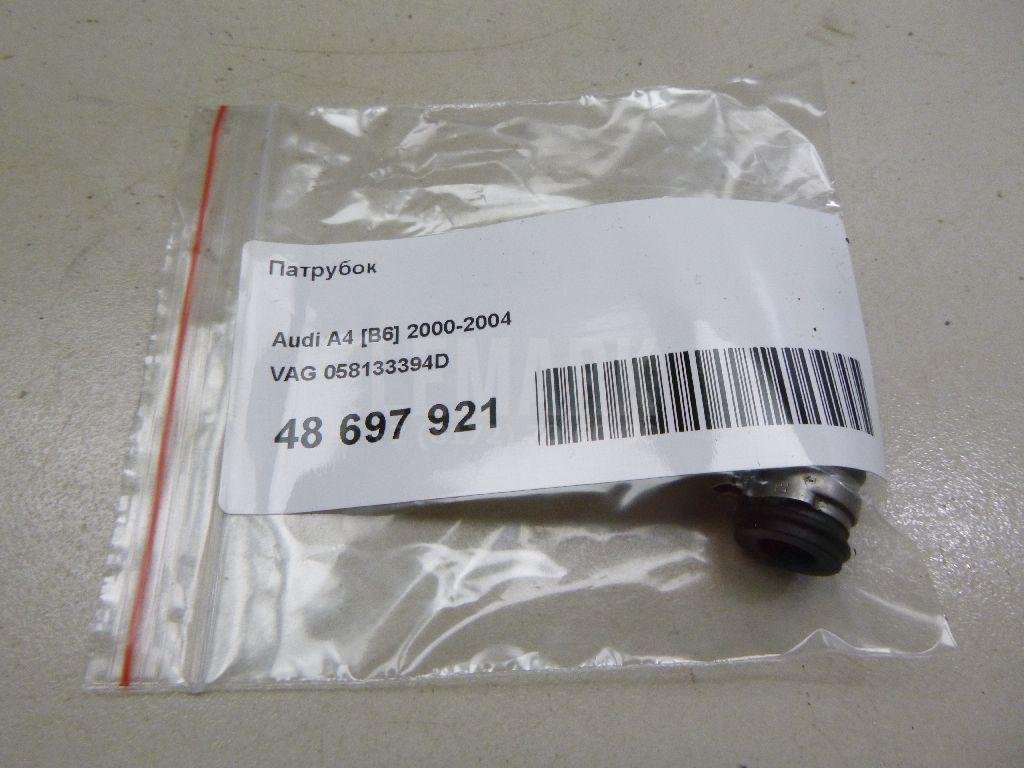 Патрубок
Audi A4 [B6] 2000-2004
VAG 058133394D
48 697 921